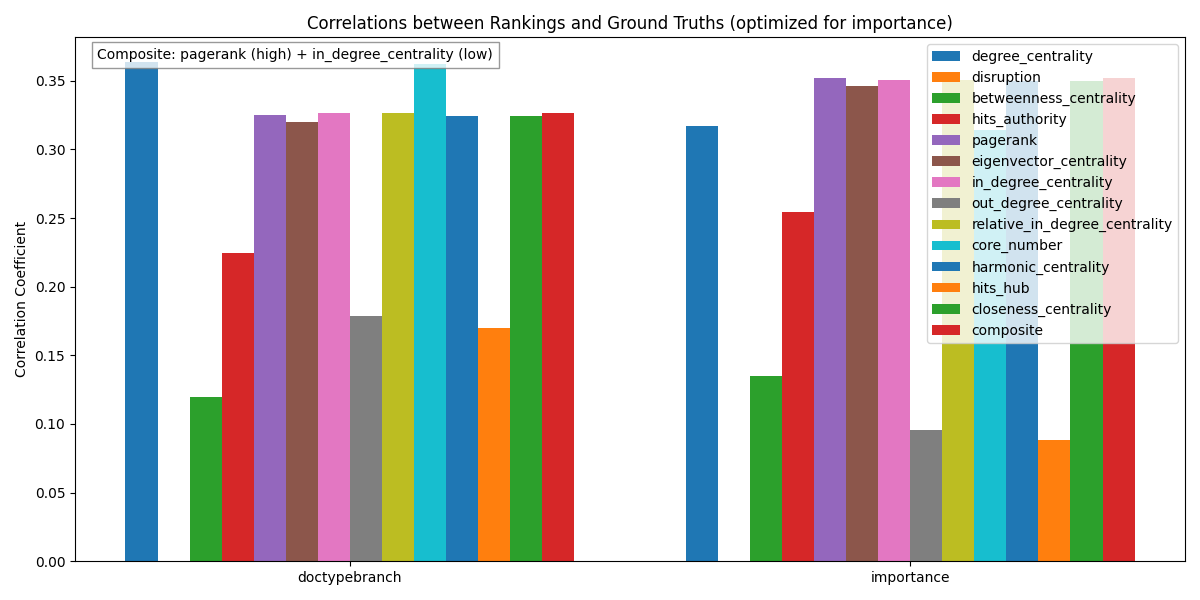 Correlations between Rankings and Ground Truths (optimized for importance)
Composite: pagerank (high) + in_degree_centrality (low)
degree_centrality
disruption
betweenness_centrality
hits_authority
pagerank
eigenvector_centrality
in_degree_centrality
out_degree_centrality
relative_in_degree_centrality
core_number
harmonic_centrality
hits_hub
closeness_centrality
composite
Correlation Coefficient
0.35
0.30
0.25
0.20
0.15
0.10
0.05
0.00
doctypebranch
importance